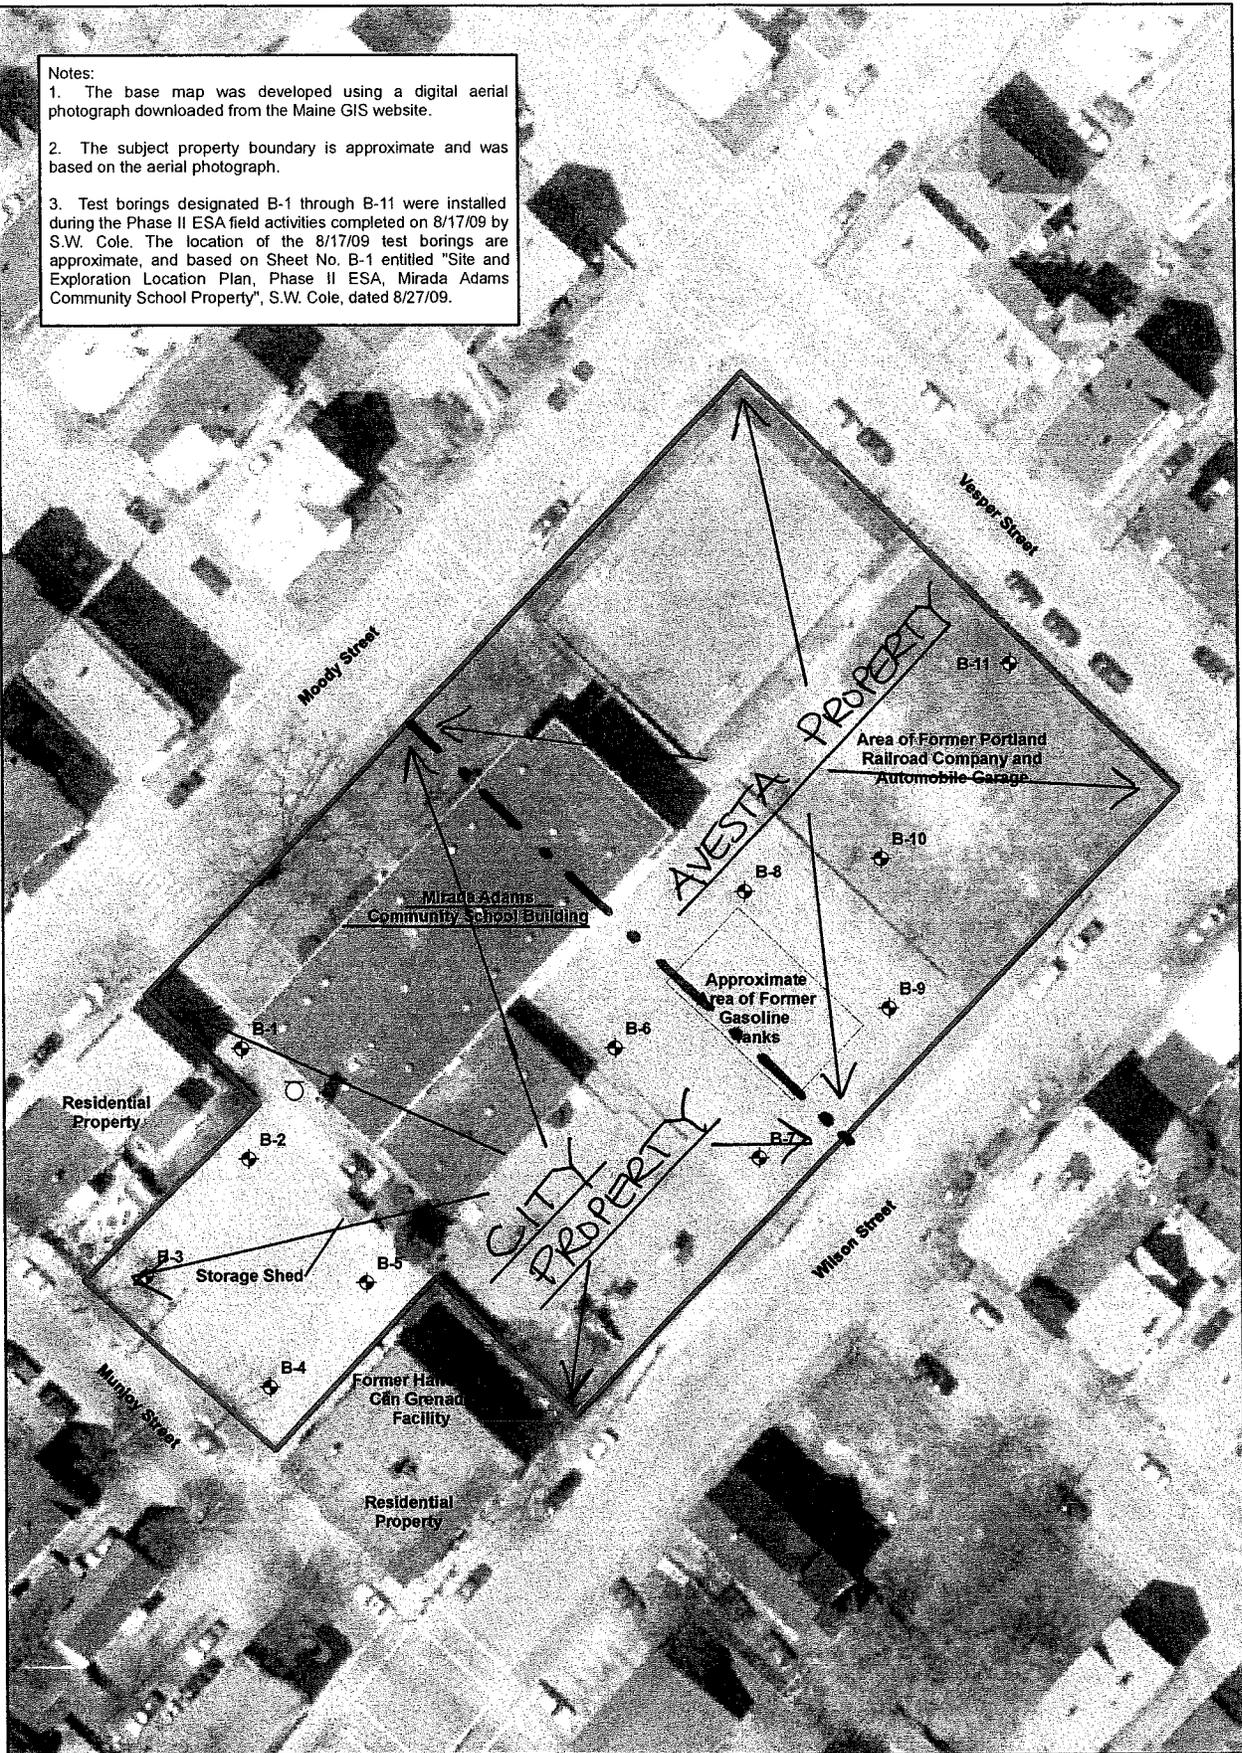 Notes:
1. The base map was developed using a digital aerial
photograph downloaded from the Maine GIS website.
2. The subject property boundary is approximate and was
based on the aerial photograph.
3. Test borings designated B-1 through B-11 were installed
during the Phase II ESA field activities completed on 8/17/09 by
S.W. Cole. The location of the 8/17/09 test borings are
approximate, and based on Sheet No. B-1 entitled "Site and
Exploration Location Plan, Phase II ESA, Mirada Adams
Community School Property", S.W. Cole, dated 8/27/09.
Vesper Street
Moody Street
AVESTA PROPERTY
B-11
Area of Former Portland
Railroad Company and
Automobile Garage
B-10
B-8
Mirada Adams
Community School Building
Approximate
Area of Former
Gasoline
Tanks
B-9
B-6
B-1
Residential
Property
B-2
B-7
CITY
PROPERTY
B-3
Storage Shed
B-5
Wilson Street
B-4
Munjoy Street
Former
Can
Facility
Residential
Property